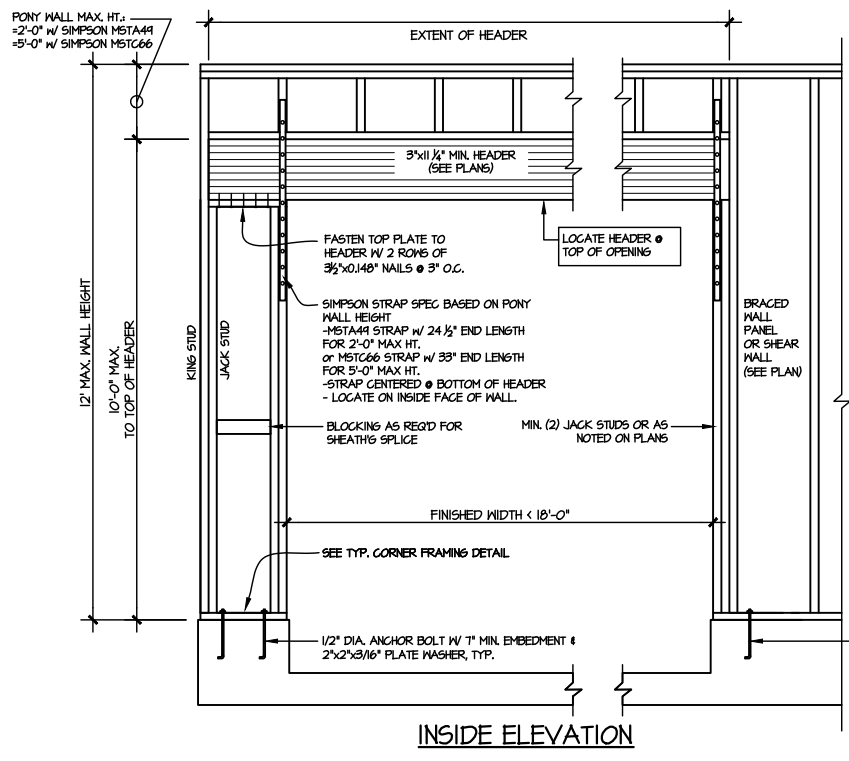 PONY WALL MAX. HT.:
=2'-0" W/ SIMPSON MSTA49
=5'-0" W/ SIMPSON MSTC66
EXTENT OF HEADER
3"x11 1/4" MIN. HEADER
(SEE PLANS)
FASTEN TOP PLATE TO
HEADER W/ 2 ROWS OF
3 1/2"x0.148" NAILS @ 3" O.C.
LOCATE HEADER @
TOP OF OPENING
SIMPSON STRAP SPEC BASED ON PONY
WALL HEIGHT
-MSTA49 STRAP W/ 24 1/2" END LENGTH
FOR 2'-0" MAX HT.
or MSTC66 STRAP W/ 33" END LENGTH
FOR 5'-0" MAX HT.
-STRAP CENTERED @ BOTTOM OF HEADER
- LOCATE ON INSIDE FACE OF WALL.
BRACED
WALL
PANEL
OR SHEAR
WALL
(SEE PLAN)
12' MAX. WALL HEIGHT
10'-0" MAX.
TO TOP OF HEADER
KING STUD
JACK STUD
BLOCKING AS REQ'D FOR
SHEATH'G SPLICE
MIN. (2) JACK STUDS OR AS
NOTED ON PLANS
FINISHED WIDTH < 18'-0"
SEE TYP. CORNER FRAMING DETAIL
1/2" DIA. ANCHOR BOLT W/ 7" MIN. EMBEDMENT &
2"x2"x3/16" PLATE WASHER, TYP.
INSIDE ELEVATION